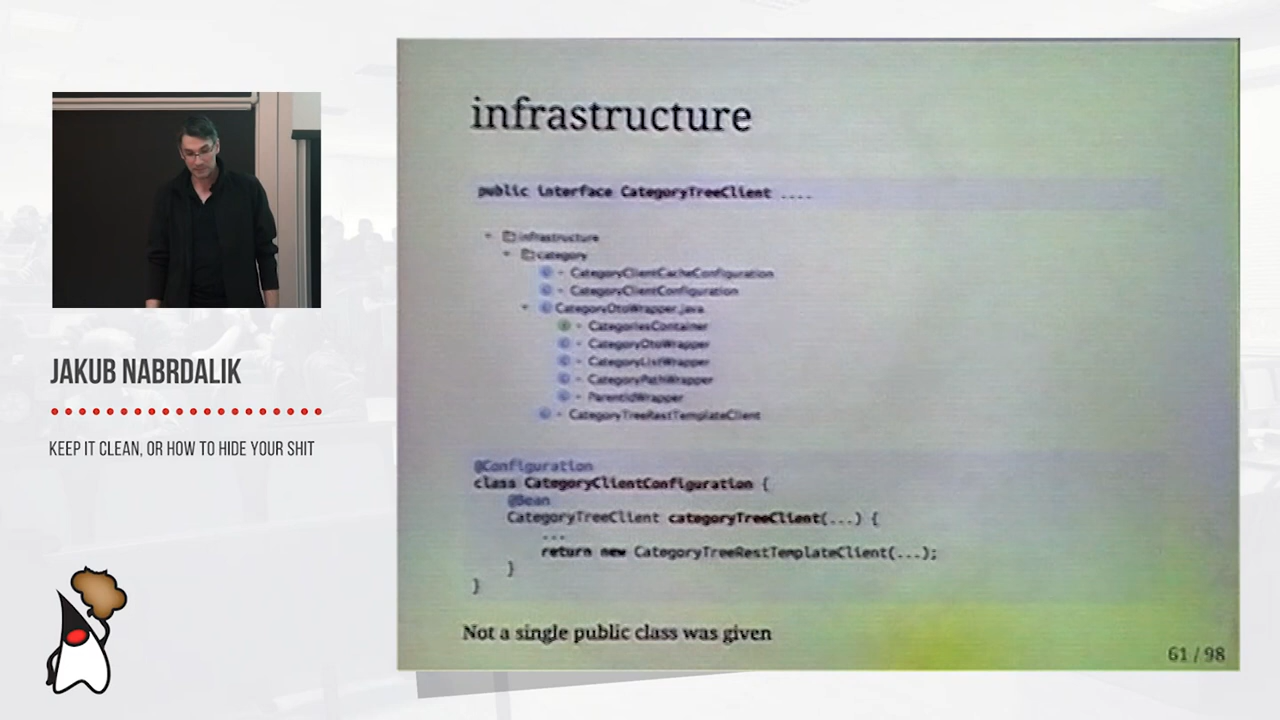 JAKUB NABRDALIK
KEEP IT CLEAN, OR HOW TO HIDE YOUR SHIT
infrastructure
public interface CategoryTreeClient ....
infrastructure
category
CategoryClientCacheConfiguration
CategoryClientConfiguration
CategoryDtoWrapper.java
CategoriesContainer
CategoryDtoWrapper
CategoryListWrapper
CategoryPathWrapper
ParentIdWrapper
CategoryTreeRestTemplateClient
@Configuration
class CategoryClientConfiguration {
@Bean
CategoryTreeClient categoryTreeClient(...) {
...
return new CategoryTreeRestTemplateClient(...);
}
}
Not a single public class was given
61 / 98